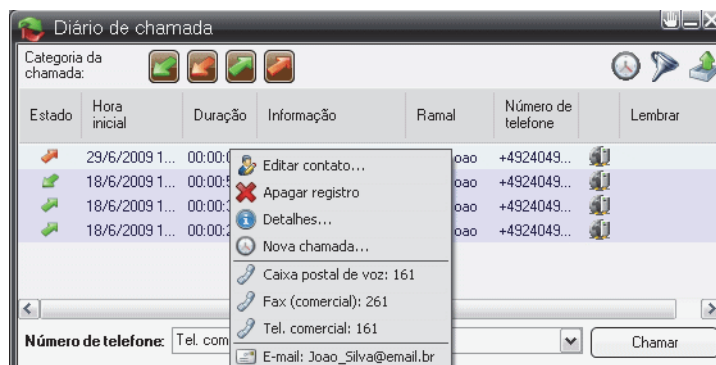 Diário de chamada
Categoria da
chamada:
Estado Hora inicial Duração Informação Ramal Número de telefone Lembrar
29/6/2009 1... 00:00:0 oao +4924049...
18/6/2009 1... 00:00:5 oao +4924049...
18/6/2009 1... 00:00:3 oao +4924049...
18/6/2009 1... 00:00:2 oao +4924049...
Editar contato...
Apagar registro
Detalhes...
Nova chamada...
Caixa postal de voz: 161
Fax (comercial): 261
Tel. comercial: 161
E-mail: Joao_Silva@email.br
Número de telefone: Tel. com
Chamar